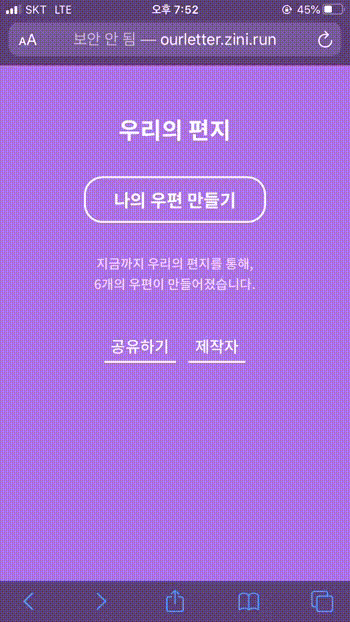 SKT LTE 오후 7:52 45%
AA 보안 안 됨 — ourletter.zini.run
우리의 편지
나의 우편 만들기
지금까지 우리의 편지를 통해,
6개의 우편이 만들어졌습니다.
공유하기 제작자